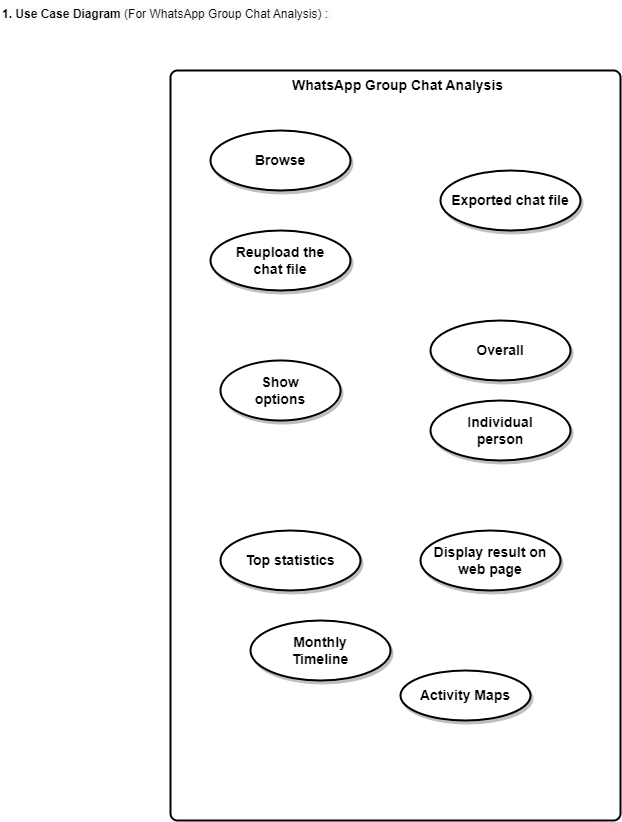 1. Use Case Diagram (For WhatsApp Group Chat Analysis) :
WhatsApp Group Chat Analysis
Browse
Exported chat file
Reupload the
chat file
Overall
Show
options
Individual
person
Top statistics
Display result on
web page
Monthly
Timeline
Activity Maps